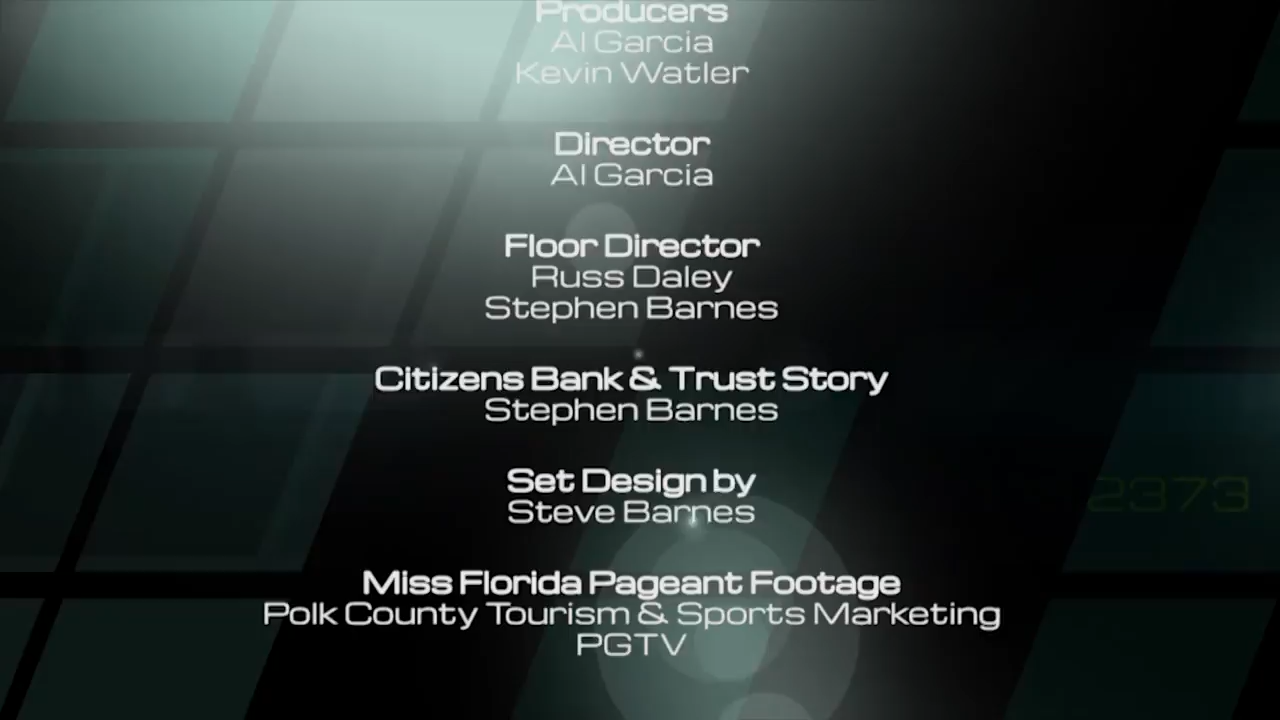 Producers
Al Garcia
Kevin Watler
Director
Al Garcia
Floor Director
Russ Daley
Stephen Barnes
Citizens Bank & Trust Story
Stephen Barnes
Set Design by
Steve Barnes
2373
Miss Florida Pageant Footage
Polk County Tourism & Sports Marketing
PGTV